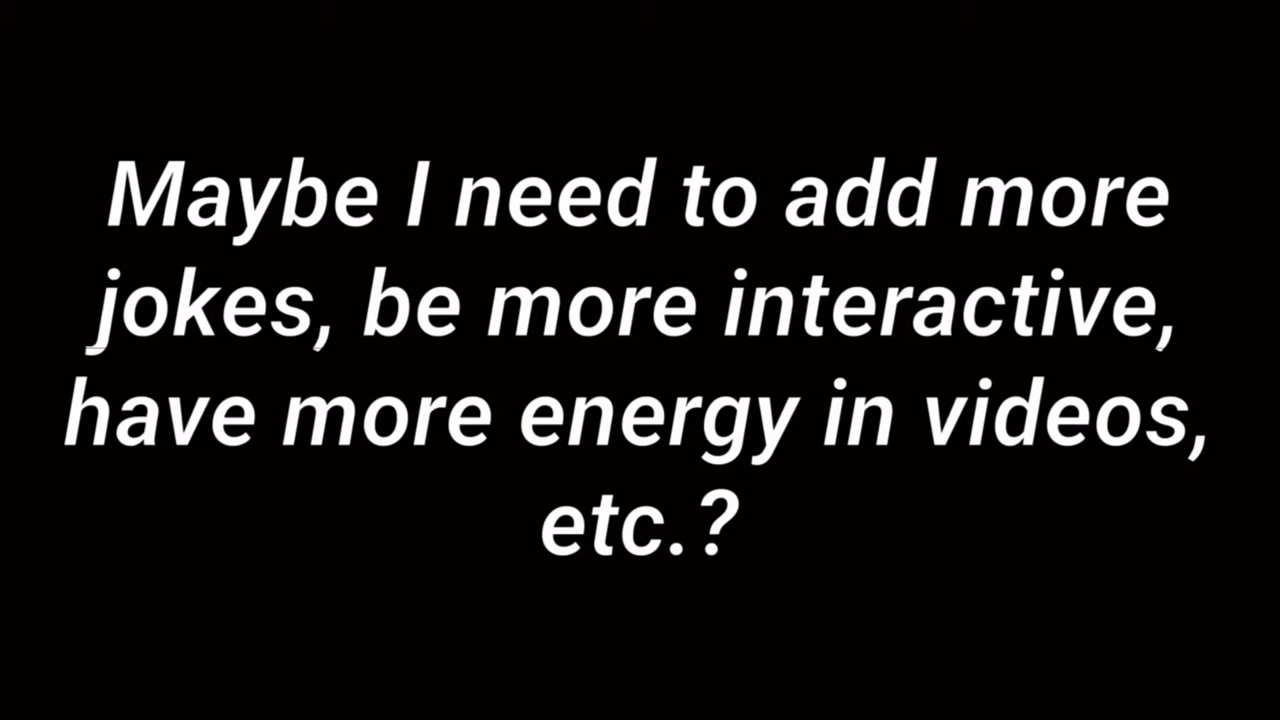 Maybe I need to add more
jokes, be more interactive,
have more energy in videos,
etc.?